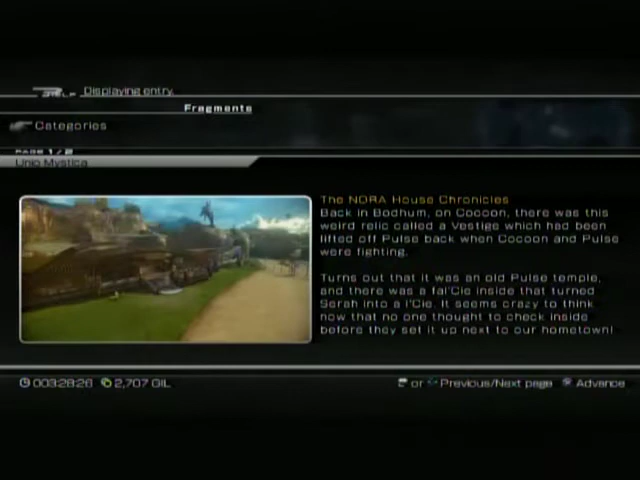 HELP Displaying entry.
Fragments
Categories
PAGE 1/2
Unio Mystica
The NORA House Chronicles
Back in Bodhum, on Cocoon, there was this
weird relic called a Vestige which had been
lifted off Pulse back when Cocoon and Pulse
were fighting.
Turns out that it was an old Pulse temple,
and there was a fal'Cie inside that turned
Serah into a l'Cie. It seems crazy to think
now that no one thought to check inside
before they set it up next to our hometown!
003:28:26 2,707 GIL or Previous/Next page Advance